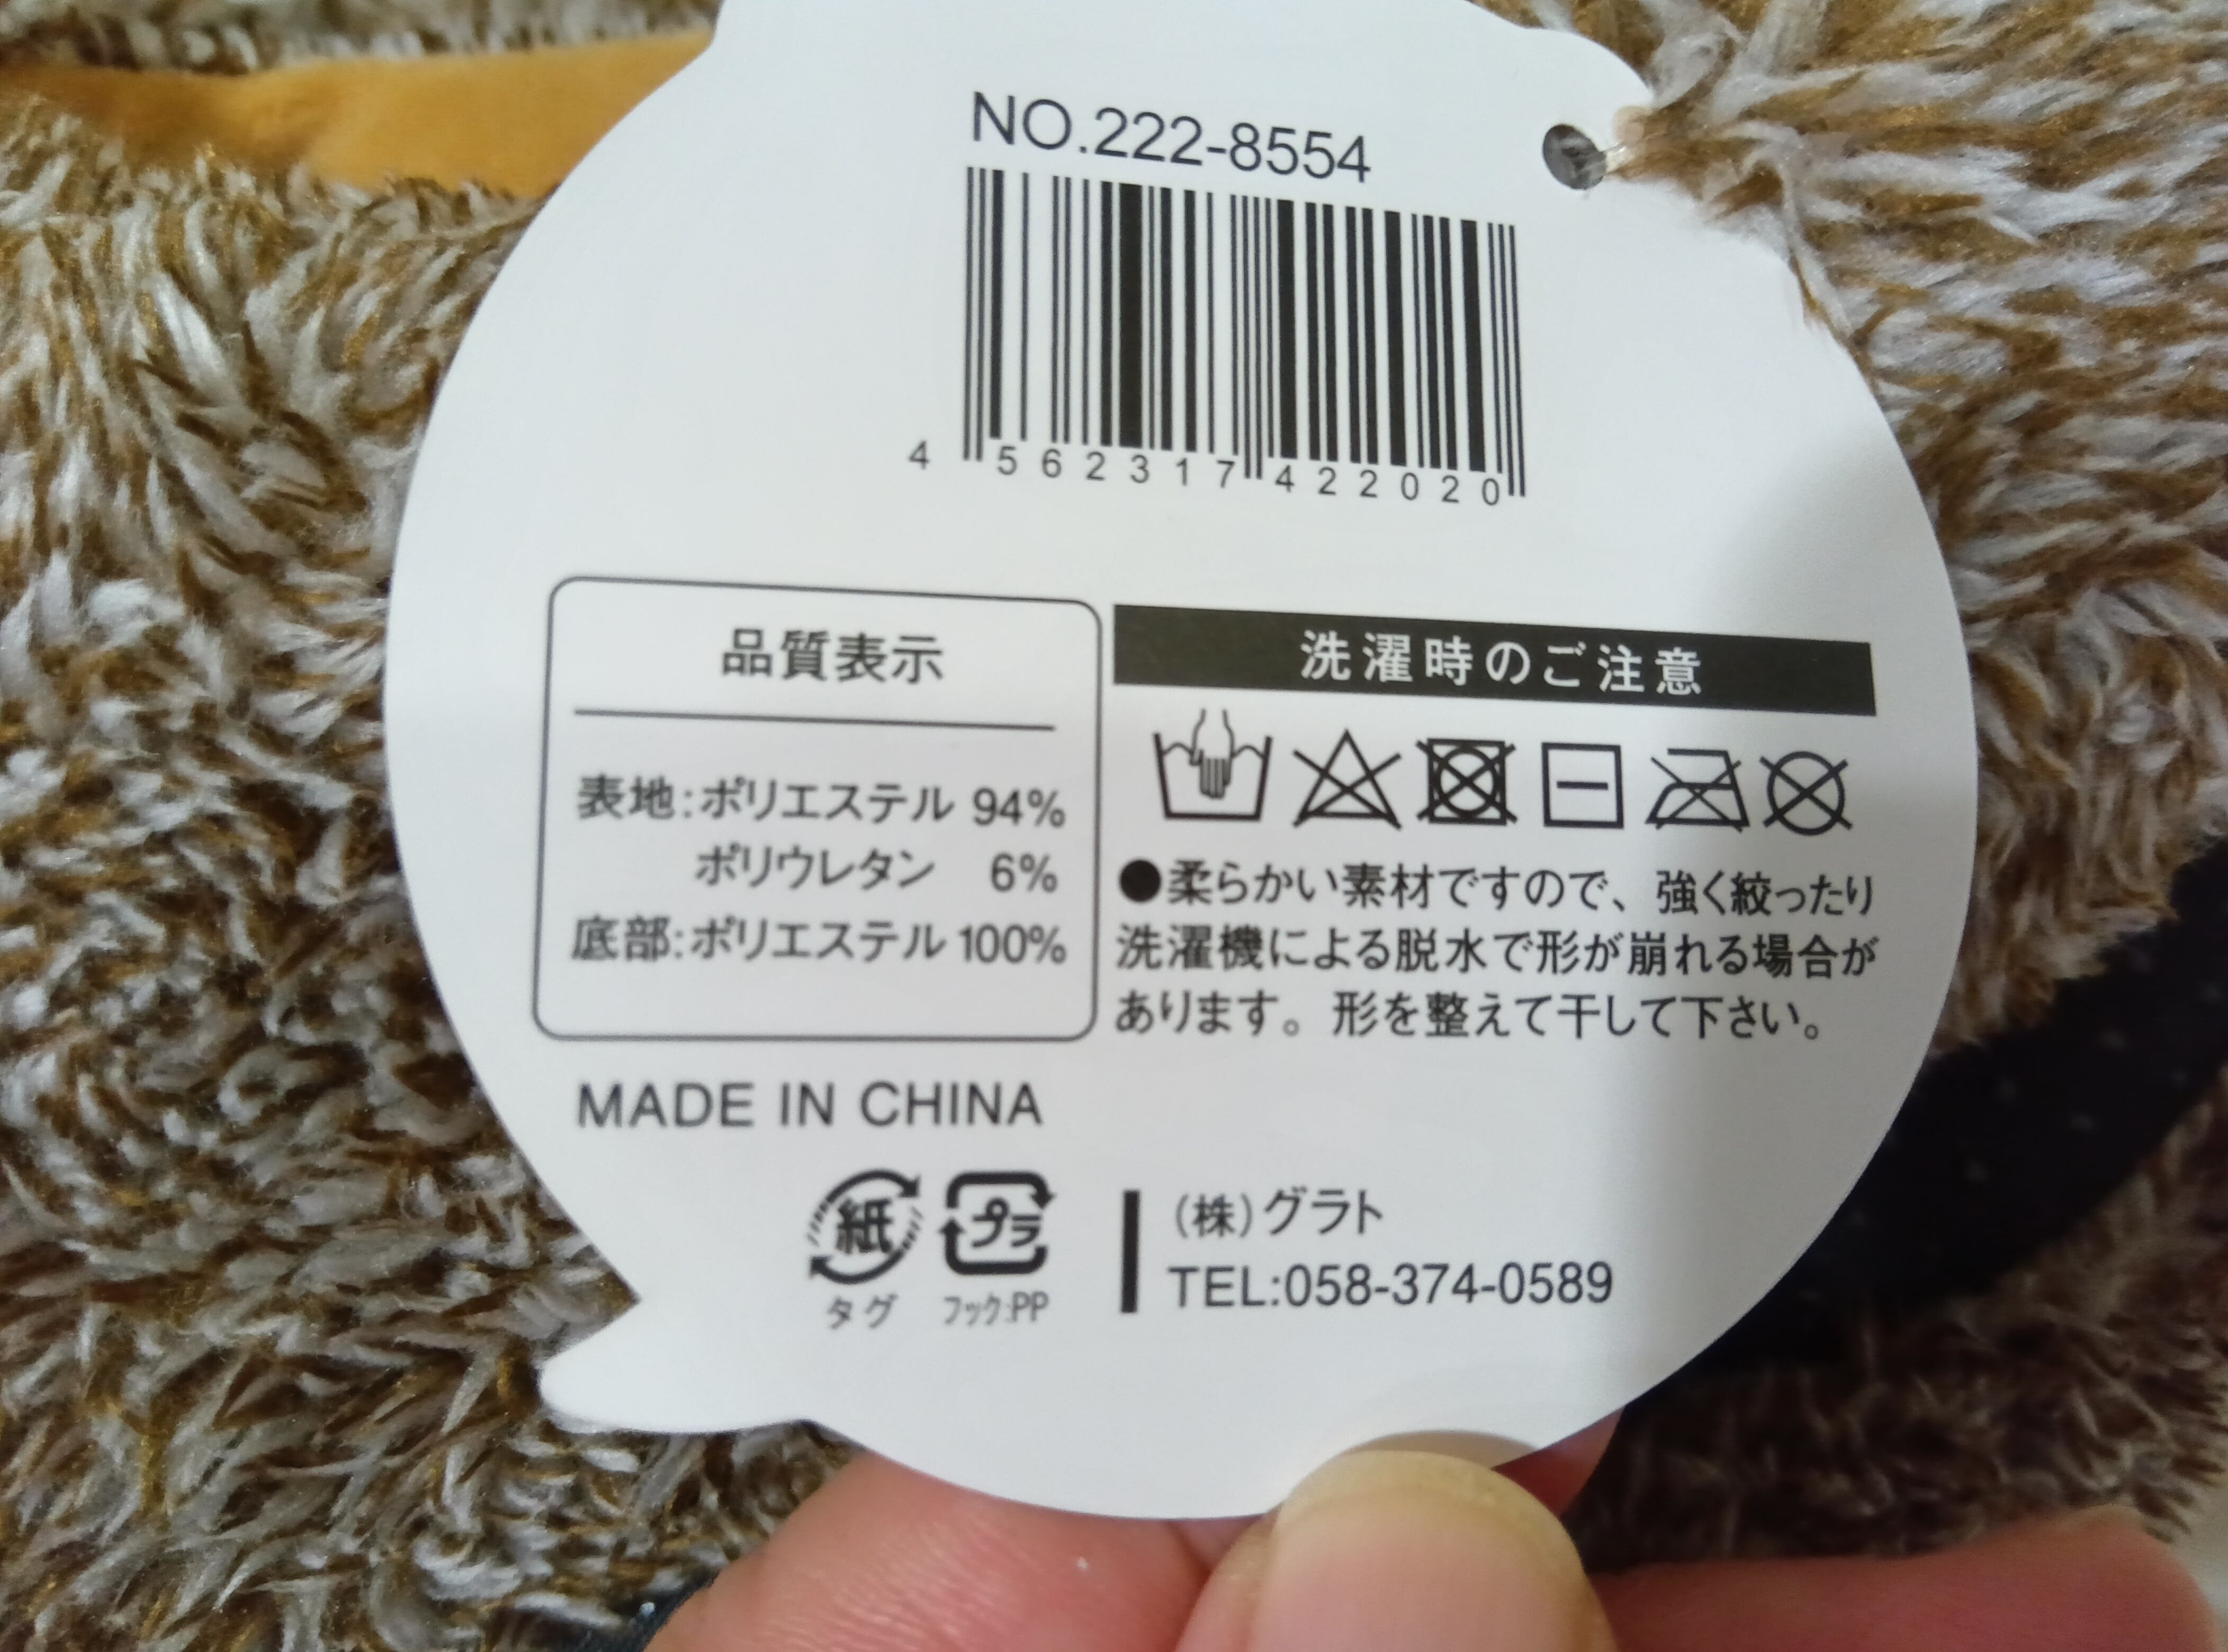 NO.222-8554
4 562317 422020
品質表示
表地:ポリエステル 94%
ポリウレタン 6%
底部:ポリエステル 100%
洗濯時のご注意
●柔らかい素材ですので、強く絞ったり
洗濯機による脱水で形が崩れる場合が
あります。形を整えて干して下さい。
MADE IN CHINA
紙
タグ
プラ
フック:PP
(株)グラト
TEL:058-374-0589